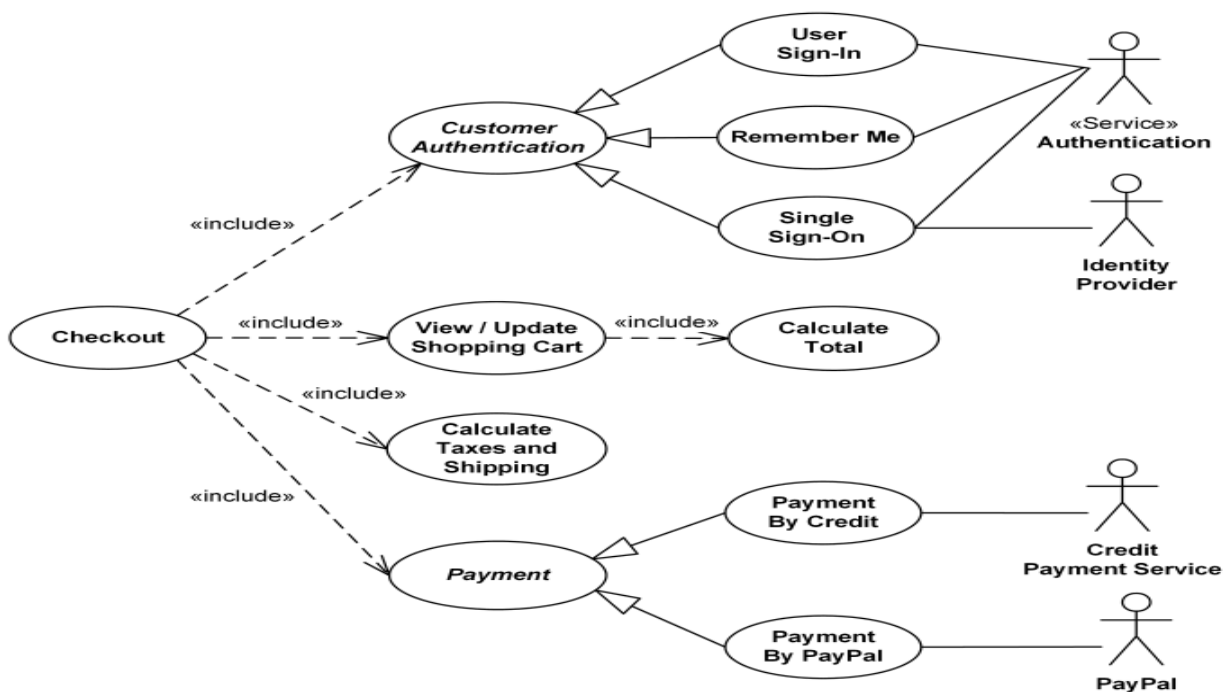 User
Sign-In
Customer
Authentication
Remember Me
«Service»
Authentication
Single
Sign-On
Identity
Provider
«include»
Checkout
«include»
View / Update
Shopping Cart
«include»
Calculate
Total
«include»
Calculate
Taxes and
Shipping
«include»
Payment
By Credit
Credit
Payment Service
Payment
Payment
By PayPal
PayPal